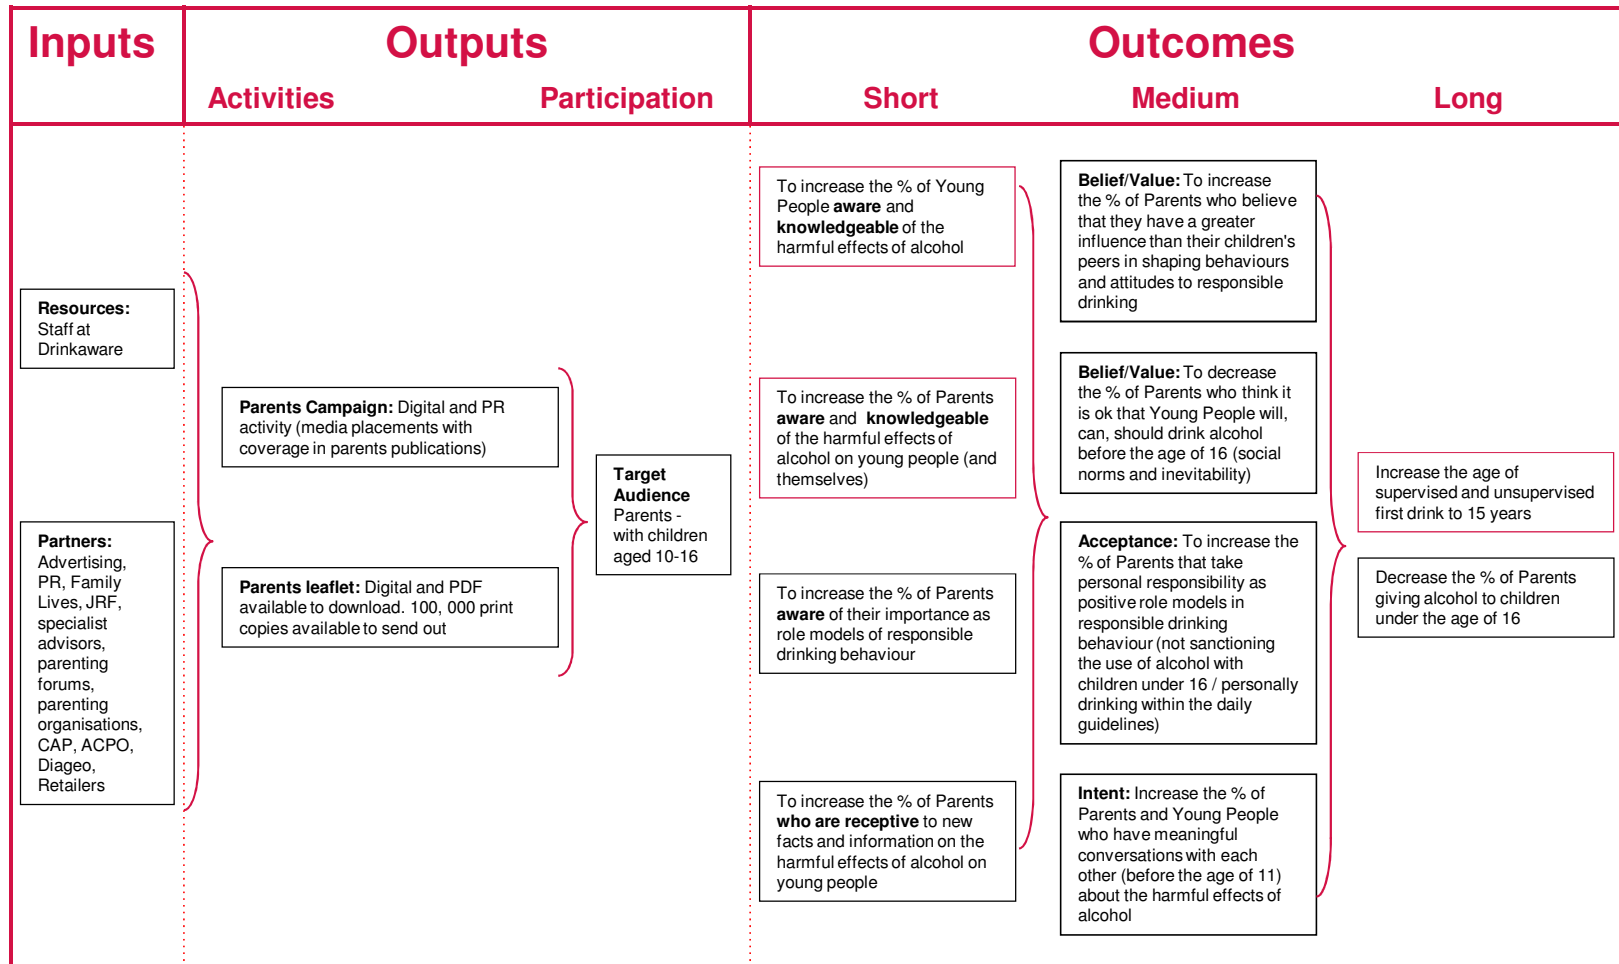 Inputs
Outputs
Outcomes
Activities
Participation
Short
Medium
Long
Resources:
Staff at
Drinkaware
Partners:
Advertising,
PR, Family
Lives, JRF,
specialist
advisors,
parenting
forums,
parenting
organisations,
CAP, ACPO,
Diageo,
Retailers
Parents Campaign: Digital and PR
activity (media placements with
coverage in parents publications)
Parents leaflet: Digital and PDF
available to download. 100, 000 print
copies available to send out
Target
Audience
Parents -
with children
aged 10-16
To increase the % of Young
People aware and
knowledgeable of the
harmful effects of alcohol
To increase the % of Parents
aware and knowledgeable
of the harmful effects of
alcohol on young people (and
themselves)
To increase the % of Parents
aware of their importance as
role models of responsible
drinking behaviour
To increase the % of Parents
who are receptive to new
facts and information on the
harmful effects of alcohol on
young people
Belief/Value: To increase
the % of Parents who believe
that they have a greater
influence than their children's
peers in shaping behaviours
and attitudes to responsible
drinking
Belief/Value: To decrease
the % of Parents who think it
is ok that Young People will,
can, should drink alcohol
before the age of 16 (social
norms and inevitability)
Acceptance: To increase the
% of Parents that take
personal responsibility as
positive role models in
responsible drinking
behaviour (not sanctioning
the use of alcohol with
children under 16 / personally
drinking within the daily
guidelines)
Intent: Increase the % of
Parents and Young People
who have meaningful
conversations with each
other (before the age of 11)
about the harmful effects of
alcohol
Increase the age of
supervised and unsupervised
first drink to 15 years
Decrease the % of Parents
giving alcohol to children
under the age of 16